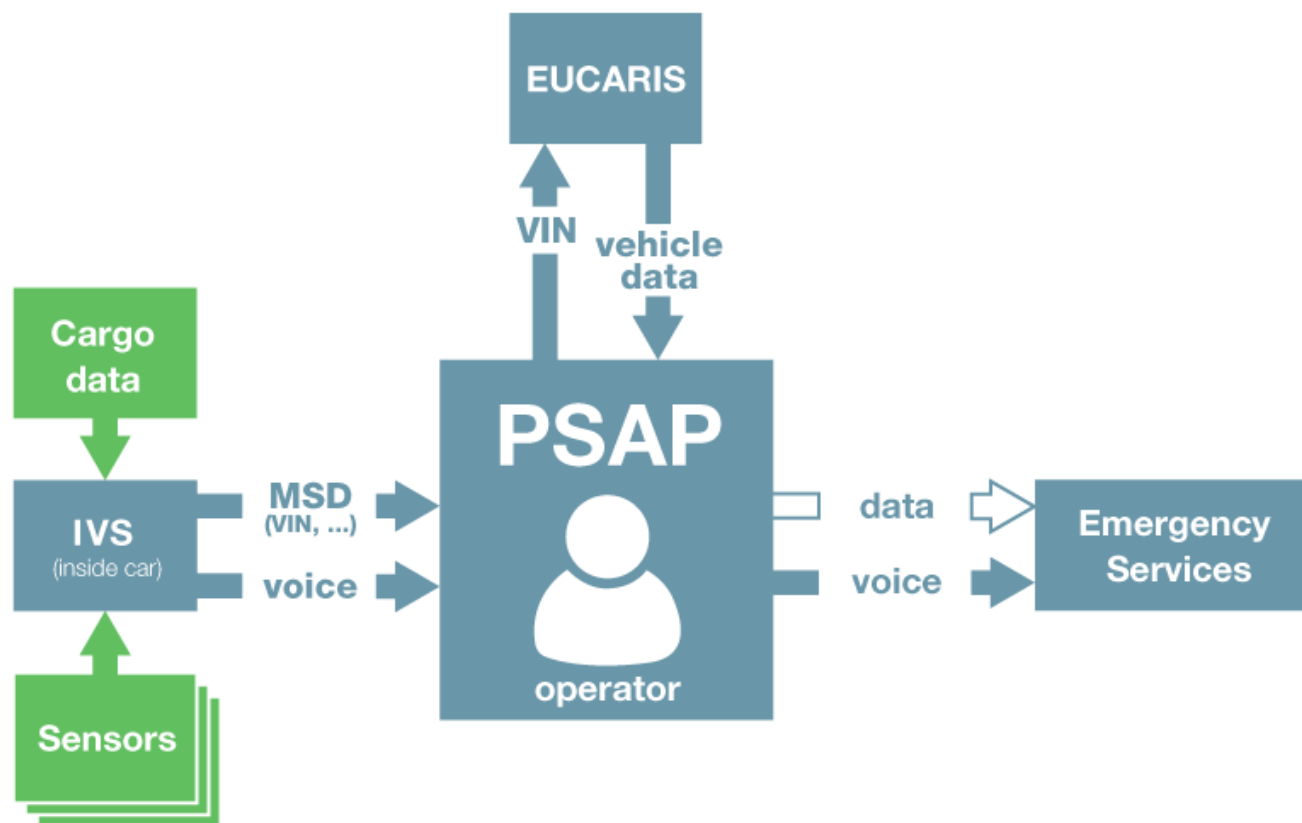 EUCARIS
VIN
vehicle
data
Cargo
data
PSAP
MSD
(VIN, ...)
IVS
(inside car)
voice
data
Emergency
Services
voice
operator
Sensors